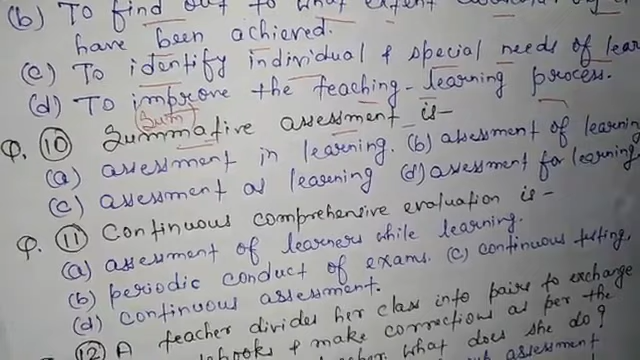 (b) To find out to what extent
have been achieved.
(c) To identify individual & special needs of
(d) To improve the teaching-learning process.
(Sum)
Q. (10) Summative assessment is-
(a) assessment in learning. (b) assessment of learning
(c) assessment as learning (d) assessment for learning.
Q. (11) Continuous comprehensive evaluation is-
(a) assesment of learners while learning.
(b) periodic conduct of exams. (c) continuous testing.
(d) continuous assessment.
(12) A teacher divides her class into pairs to exchange
& make corrections as per the
what does she do?
assessment